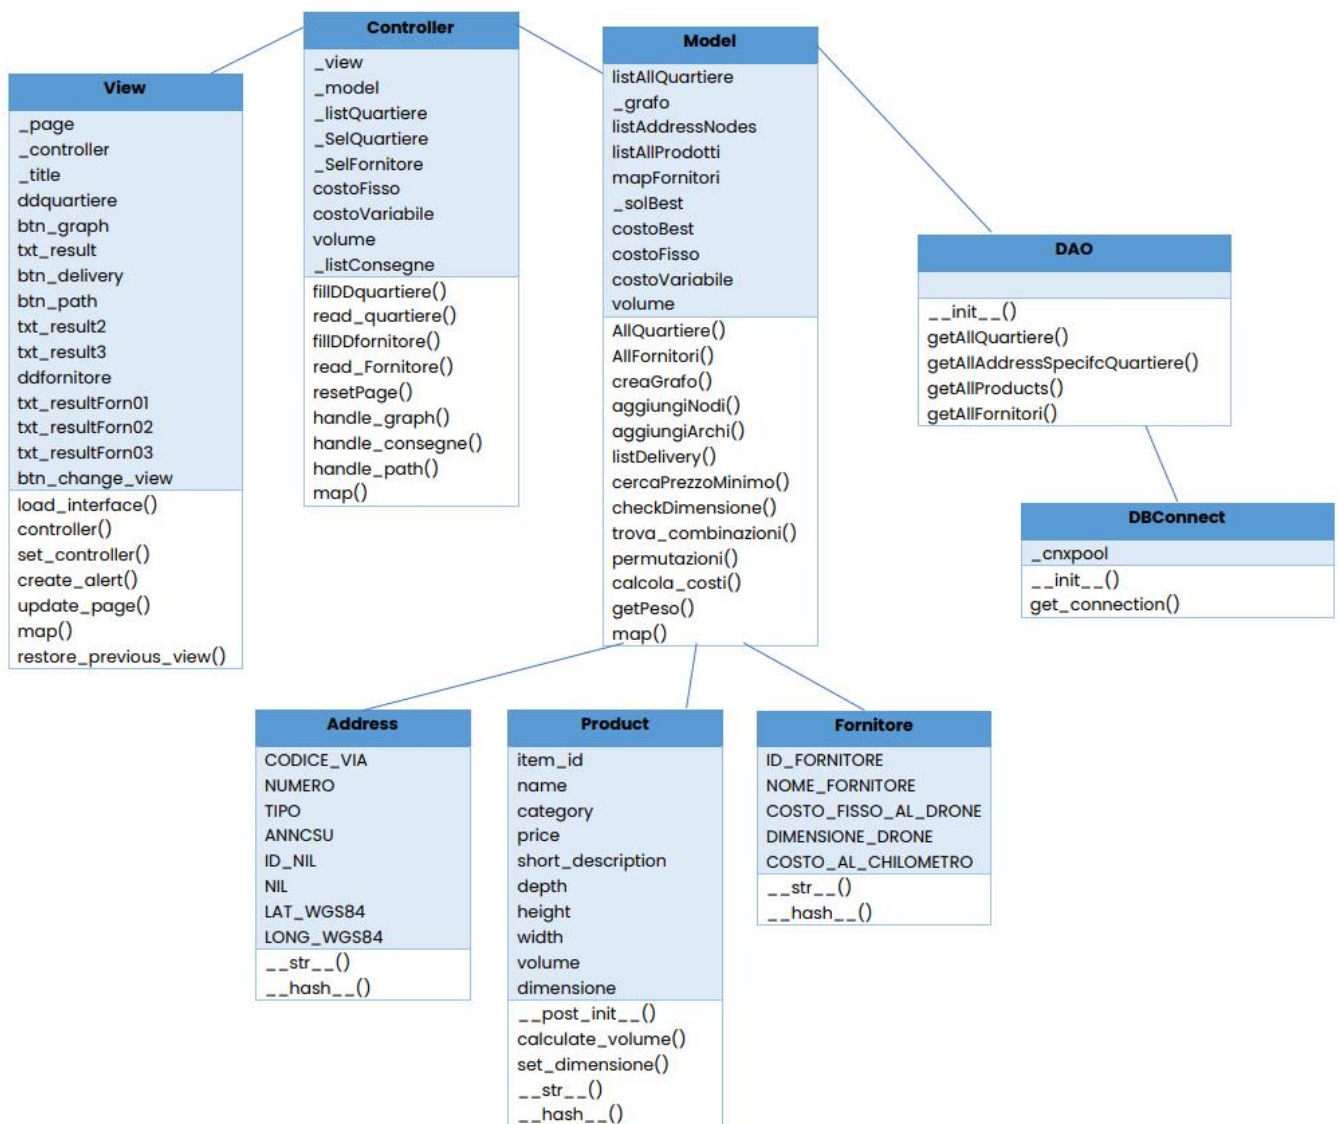 View
_page
_controller
_title
ddquartiere
btn_graph
txt_result
btn_delivery
btn_path
txt_result2
txt_result3
ddfornitore
txt_resultForn01
txt_resultForn02
txt_resultForn03
btn_change_view
load_interface()
controller()
set_controller()
create_alert()
update_page()
map()
restore_previous_view()
Controller
_view
_model
_listQuartiere
_SelQuartiere
_SelFornitore
costoFisso
costoVariabile
volume
_listConsegne
fillDDquartiere()
read_quartiere()
fillDDfornitore()
read_Fornitore()
resetPage()
handle_graph()
handle_consegne()
handle_path()
map()
Model
listAllQuartiere
_grafo
listAddressNodes
listAllProdotti
mapFornitori
_solBest
costoBest
costoFisso
costoVariabile
volume
AllQuartiere()
AllFornitori()
creaGrafo()
aggiungiNodi()
aggiungiArchi()
listDelivery()
cercaPrezzoMinimo()
checkDimensione()
trova_combinazioni()
permutazioni()
calcola_costi()
getPeso()
map()
DAO
__init__()
getAllQuartiere()
getAllAddressSpecifcQuartiere()
getAllProducts()
getAllFornitori()
DBConnect
_cnxpool
__init__()
get_connection()
Address
CODICE_VIA
NUMERO
TIPO
ANNCSU
ID_NIL
NIL
LAT_WGS84
LONG_WGS84
__str__()
__hash__()
Product
item_id
name
category
price
short_description
depth
height
width
volume
dimensione
__post_init__()
calculate_volume()
set_dimensione()
__str__()
__hash__()
Fornitore
ID_FORNITORE
NOME_FORNITORE
COSTO_FISSO_AL_DRONE
DIMENSIONE_DRONE
COSTO_AL_CHILOMETRO
__str__()
__hash__()